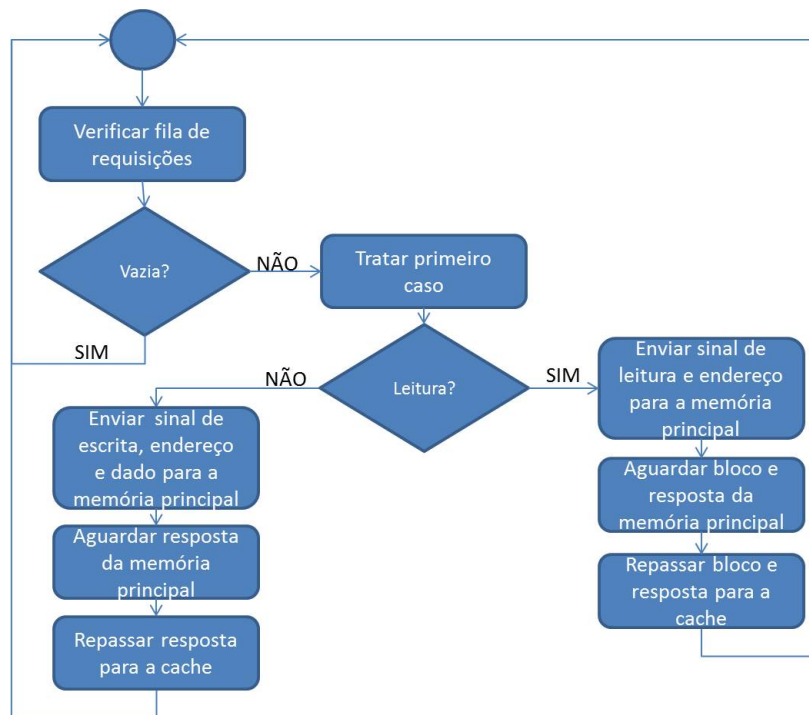 Verificar fila de
requisições
Vazia?
NÃO
SIM
Tratar primeiro
caso
Leitura?
NÃO
SIM
Enviar sinal de
escrita, endereço
e dado para a
memória principal
Aguardar resposta
da memória
principal
Repassar resposta
para a cache
Enviar sinal de
leitura e endereço
para a memória
principal
Aguardar bloco e
resposta da
memória principal
Repassar bloco e
resposta para a
cache